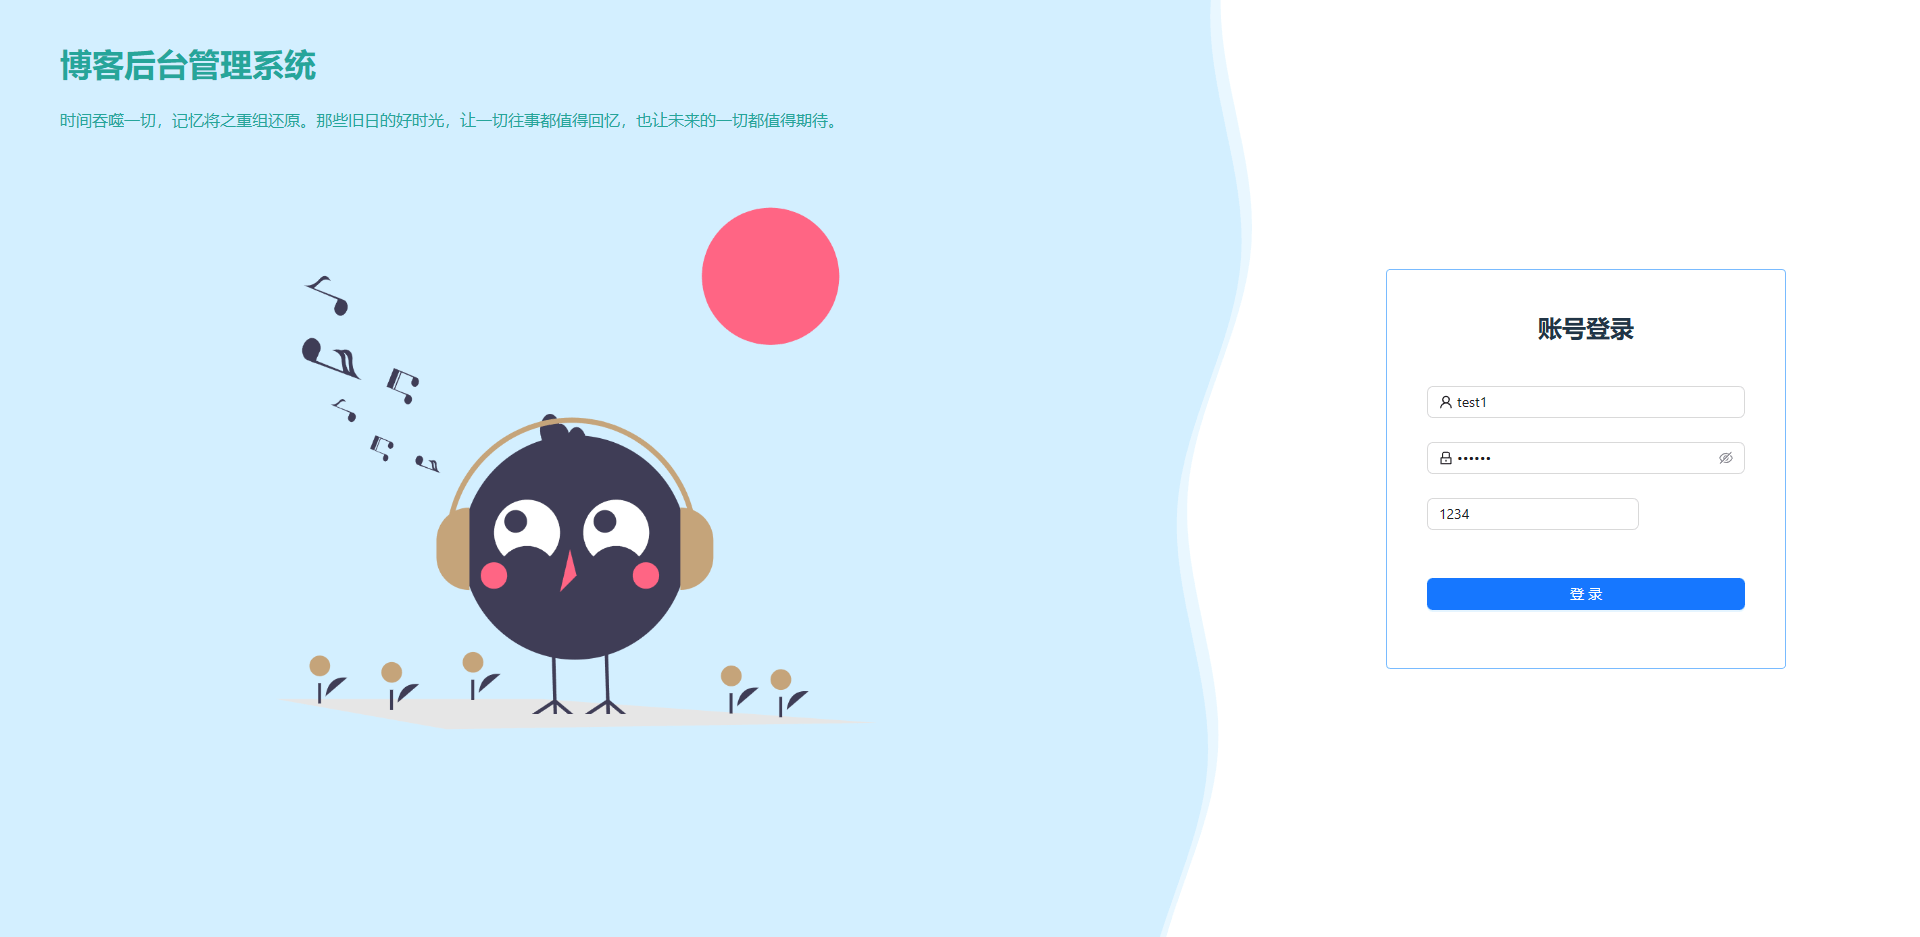 博客后台管理系统
时间吞噬一切，记忆将之重组还原。那些旧日的好时光，让一切往事都值得回忆，也让未来的一切都值得期待。
账号登录
test1
••••••
1234
登 录